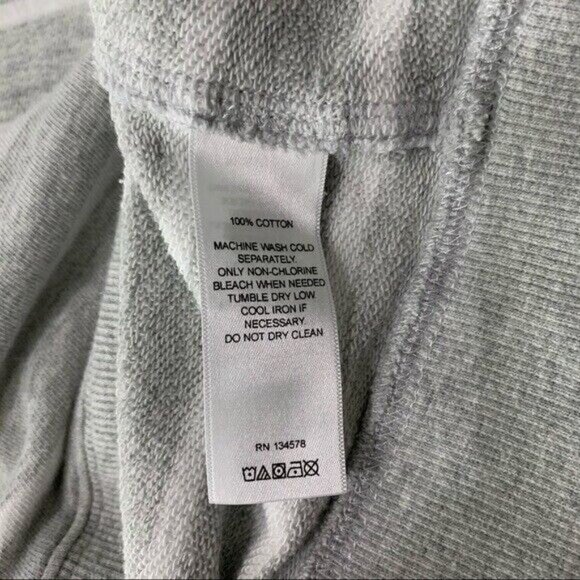 100% COTTON
MACHINE WASH COLD
SEPARATELY.
ONLY NON-CHLORINE
BLEACH WHEN NEEDED
TUMBLE DRY LOW
COOL IRON IF
NECESSARY.
DO NOT DRY CLEAN
RN 134578